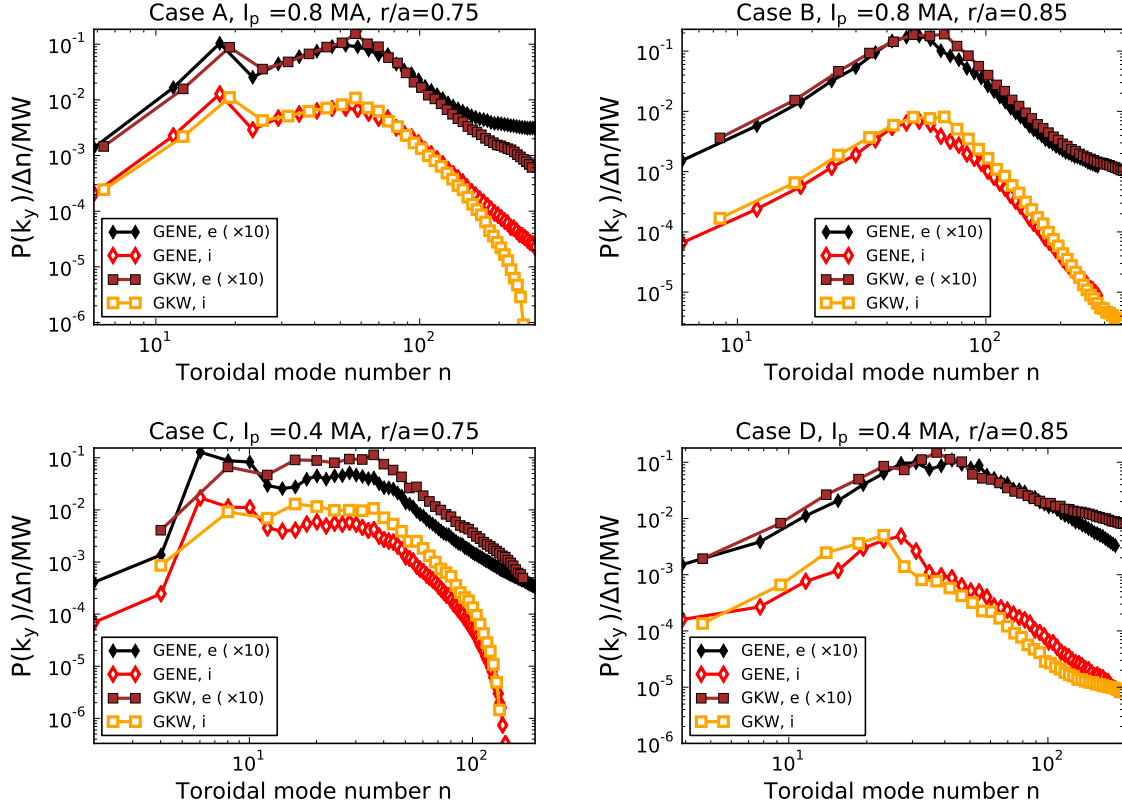 Case A, I_p =0.8 MA, r/a=0.75
P(k_y)/Δn/MW
10^-1
10^-2
10^-3
10^-4
10^-5
10^-6
GENE, e (×10)
GENE, i
GKW, e (×10)
GKW, i
10^1
10^2
Toroidal mode number n
Case B, I_p =0.8 MA, r/a=0.85
P(k_y)/Δn/MW
10^-1
10^-2
10^-3
10^-4
10^-5
GENE, e (×10)
GENE, i
GKW, e (×10)
GKW, i
10^1
10^2
Toroidal mode number n
Case C, I_p =0.4 MA, r/a=0.75
P(k_y)/Δn/MW
10^-1
10^-2
10^-3
10^-4
10^-5
10^-6
GENE, e (×10)
GENE, i
GKW, e (×10)
GKW, i
10^1
10^2
Toroidal mode number n
Case D, I_p =0.4 MA, r/a=0.85
P(k_y)/Δn/MW
10^-1
10^-2
10^-3
10^-4
10^-5
10^-6
GENE, e (×10)
GENE, i
GKW, e (×10)
GKW, i
10^1
10^2
Toroidal mode number n